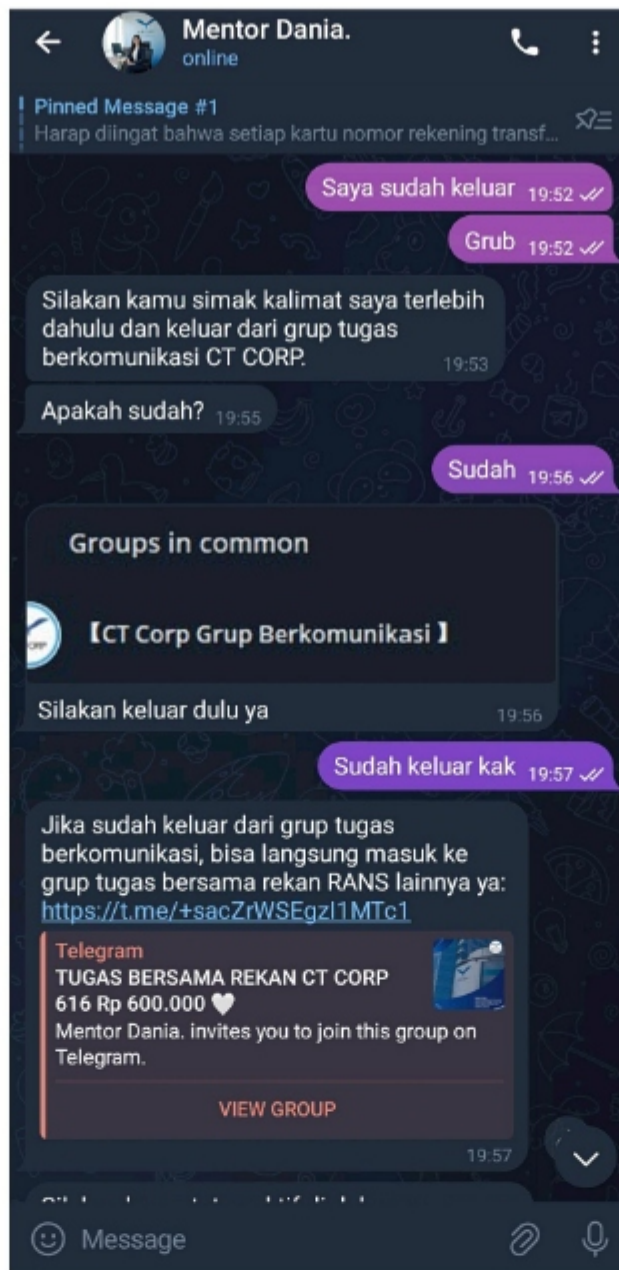 Mentor Dania.
online
Pinned Message #1
Harap diingat bahwa setiap kartu nomor rekening transf...
Saya sudah keluar 19:52
Grub 19:52
Silakan kamu simak kalimat saya terlebih
dahulu dan keluar dari grup tugas
berkomunikasi CT CORP.
19:53
Apakah sudah? 19:55
Sudah 19:56
Groups in common
【CT Corp Grup Berkomunikasi】
Silakan keluar dulu ya
19:56
Sudah keluar kak 19:57
Jika sudah keluar dari grup tugas
berkomunikasi, bisa langsung masuk ke
grup tugas bersama rekan RANS lainnya ya:
https://t.me/+sacZrWSEgzI1MTc1
Telegram
TUGAS BERSAMA REKAN CT CORP
616 Rp 600.000 🤍
Mentor Dania. invites you to join this group on
Telegram.
VIEW GROUP
19:57
Message